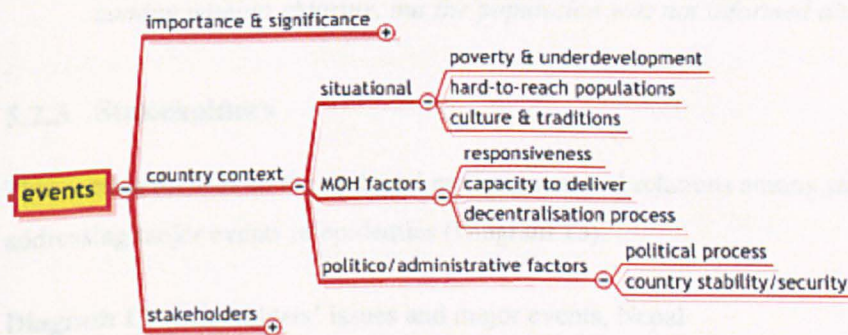 importance & significance
poverty & underdevelopment
situational
hard-to-reach populations
culture & traditions
responsiveness
events
country context
MOH factors
capacity to deliver
decentralisation process
political process
politico/administrative factors
country stability/security
stakeholders